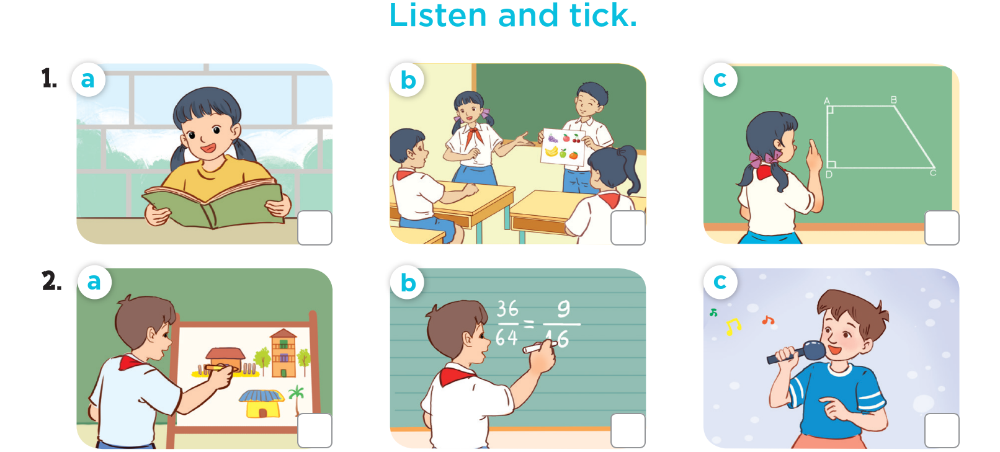 Listen and tick.
1. a b c
A B
D C
2. a b c
36/64 = 9/16